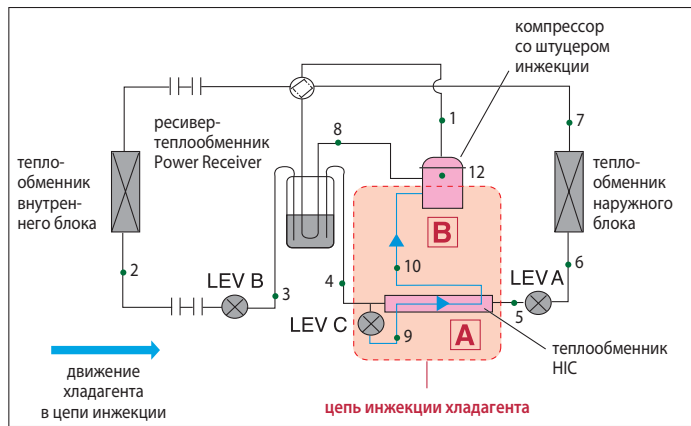 компрессор
со штуцером
инжекции
ресивер-
теплообменник
Power Receiver
8
1
7
тепло-
обменник
внутрен-
него блока
12
тепло-
обменник
наружного
блока
B
2
10
6
LEV B
3
4
LEV A
LEV C
5
9
A
теплообменник
HIC
движение
хладагента
в цепи инжекции
цепь инжекции хладагента